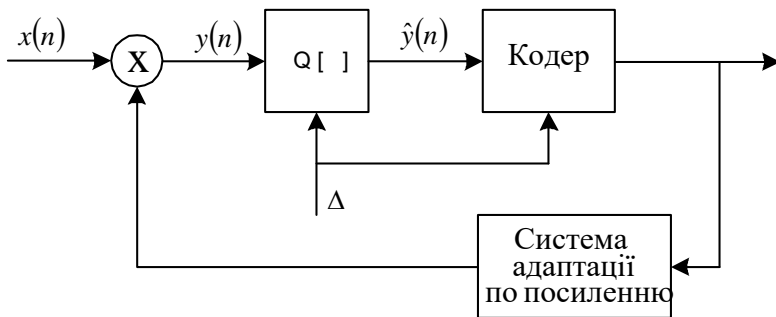 x(n)
X
y(n)
Q [ ]
ŷ(n)
Кодер
Δ
Система
адаптації
по посиленню